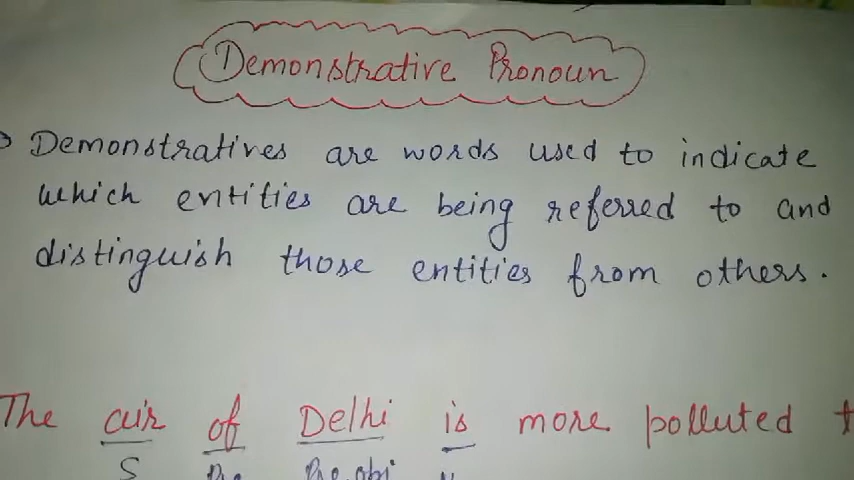 Demonstrative Pronoun
Demonstratives are words used to indicate
which entities are being referred to and
distinguish those entities from others.
The air of Delhi is more polluted
S